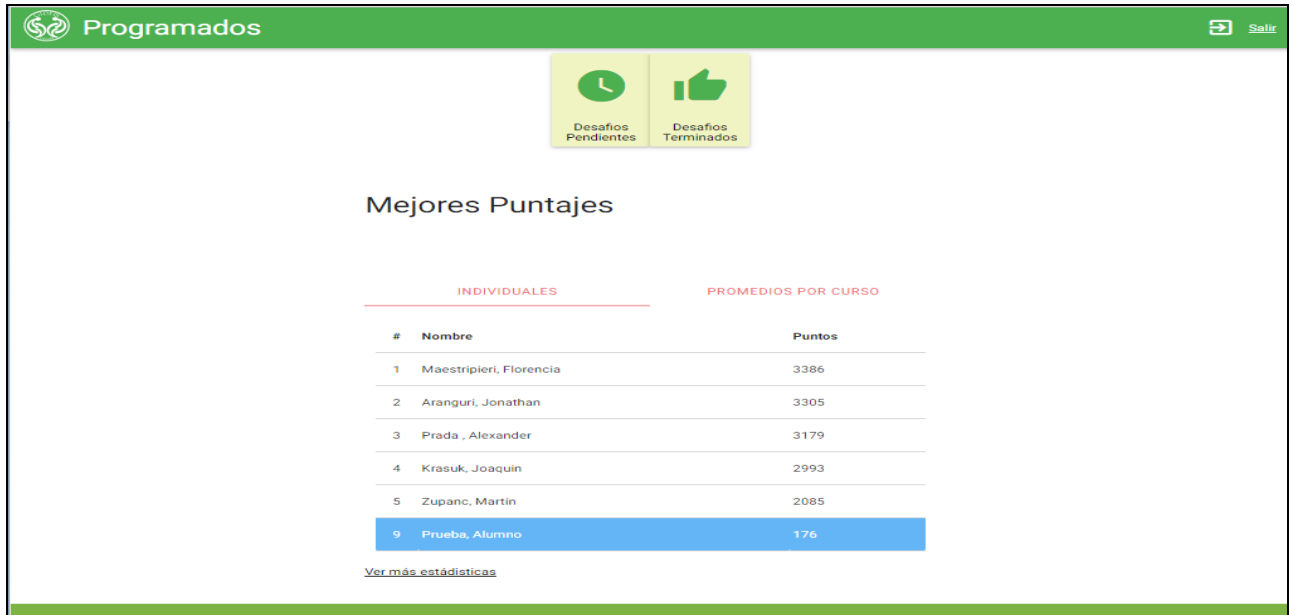 Programados
Salir
Desafios
Pendientes
Desafios
Terminados
Mejores Puntajes
INDIVIDUALES PROMEDIOS POR CURSO
# Nombre Puntos
1 Maestripieri, Florencia 3386
2 Aranguri, Jonathan 3305
3 Prada , Alexander 3179
4 Krasuk, Joaquin 2993
5 Zupanc, Martín 2085
9 Prueba, Alumno 176
Ver más estádisticas